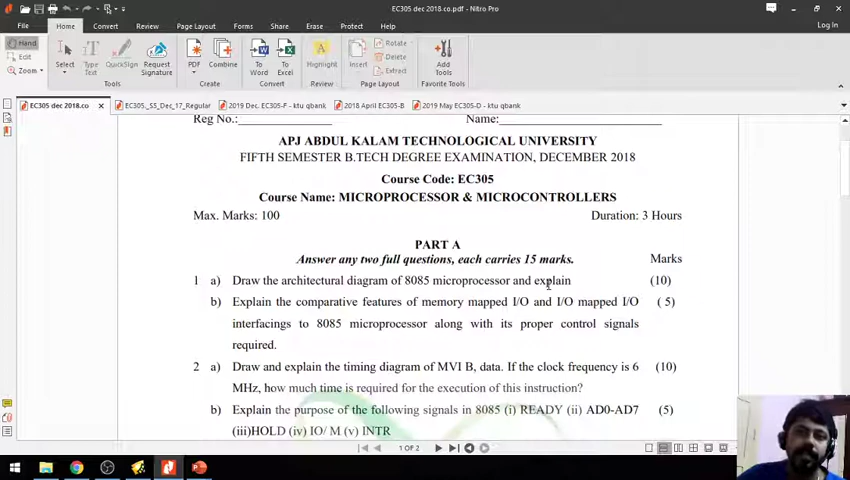 EC305 dec 2018.co.pdf - Nitro Pro
File Home Convert Review Page Layout Forms Share Erase Protect Help Log In
Hand
Edit
Zoom
Select
Type Text
QuickSign
Request Signature
PDF
Combine
To Word
To Excel
Highlight
Insert
Rotate
Delete
Extract
Add Tools
Tools Create Convert Review Page Layout Favorite Tools
EC305 dec 2018.co EC305._S5_Dec_17_Regular 2019 Dec. EC305-F - ktu qbank 2018 April EC305-B 2019 May EC305-D - ktu qbank
Reg No.: Name:
APJ ABDUL KALAM TECHNOLOGICAL UNIVERSITY
FIFTH SEMESTER B.TECH DEGREE EXAMINATION, DECEMBER 2018
Course Code: EC305
Course Name: MICROPROCESSOR & MICROCONTROLLERS
Max. Marks: 100 Duration: 3 Hours
PART A
Answer any two full questions, each carries 15 marks. Marks
1 a) Draw the architectural diagram of 8085 microprocessor and explain (10)
b) Explain the comparative features of memory mapped I/O and I/O mapped I/O ( 5)
interfacings to 8085 microprocessor along with its proper control signals
required.
2 a) Draw and explain the timing diagram of MVI B, data. If the clock frequency is 6 (10)
MHz, how much time is required for the execution of this instruction?
b) Explain the purpose of the following signals in 8085 (i) READY (ii) AD0-AD7 (5)
(iii)HOLD (iv) IO/ M (v) INTR
1 OF 2